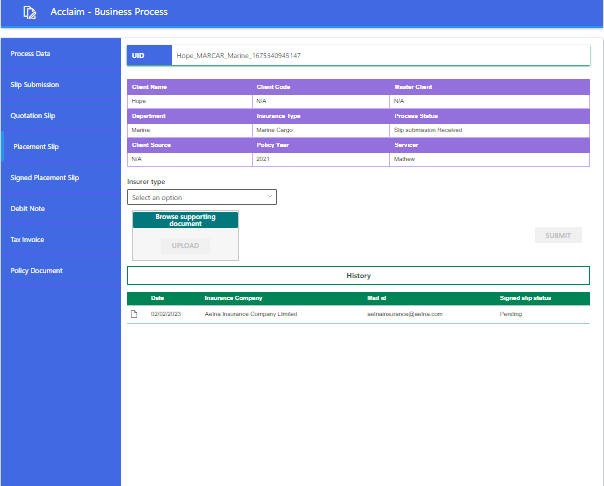 Acclaim - Business Process
Process Data
Slip Submission
Quotation Slip
Placement Slip
Signed Placement Slip
Debit Note
Tax Invoice
Policy Document
UID Hope_MARCAR_Marine_1675340945147
Client Name Client Code Master Client
Hope N/A N/A
Department Insurance Type Process Status
Marine Marine Cargo Slip submission Received
Client Source Policy Year Servicer
N/A 2021 Mathew
Insurer type
Select an option
Browse supporting
document
UPLOAD
SUBMIT
History
Date Insurance Company Mail id Signed slip status
02/02/2023 Aetna Insurance Company Limited aetnainsurance@aetna.com Pending